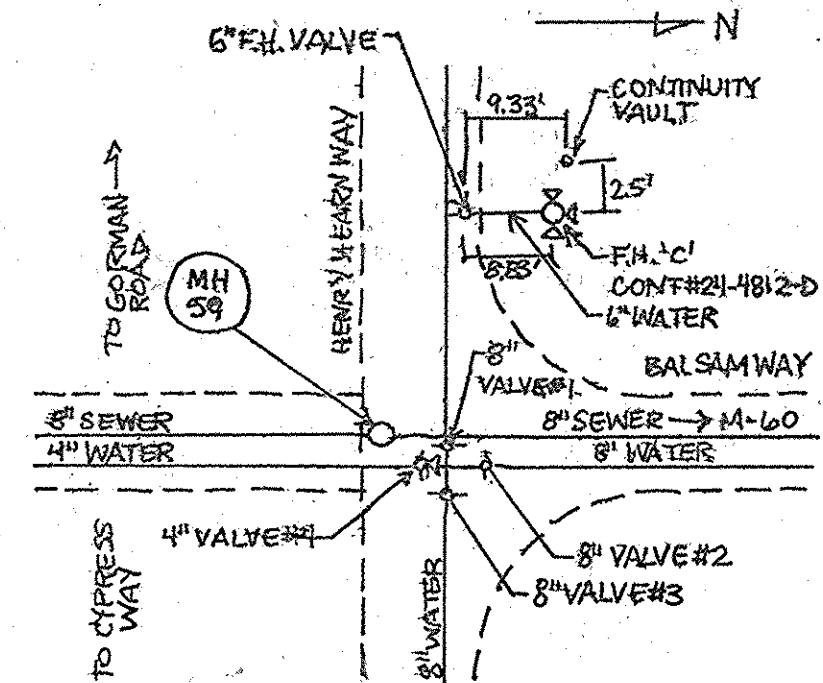 N
6" F.H. VALVE
CONTINUITY
VAULT
9.33'
2.5'
TO GORMAN
ROAD
HENRY HEARN WAY
MH
59
8.83'
F.H. 'C'
CONT#24-4812-D
6" WATER
8"
VALVE#1
BALSAM WAY
8" SEWER
8" SEWER → M-60
4" WATER
8" WATER
4" VALVE#4
8" VALVE#2
8" VALVE#3
TO CYPRESS
WAY
8" WATER